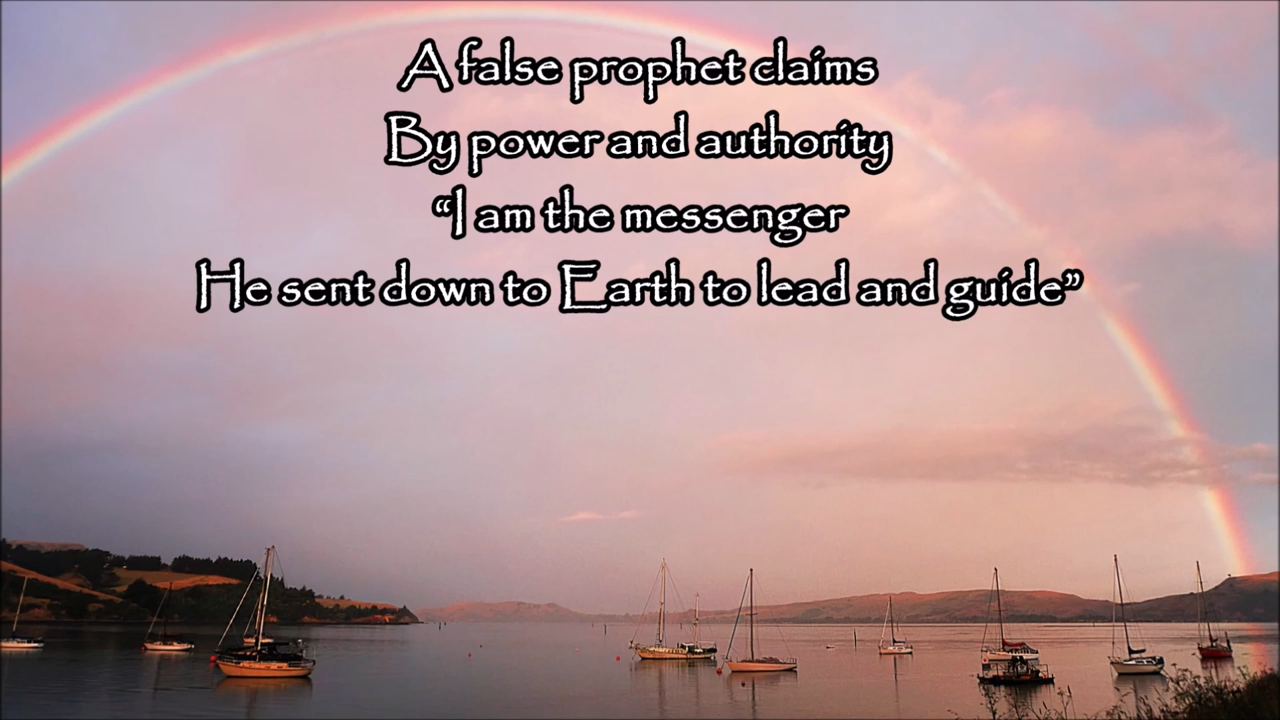 A false prophet claims
By power and authority
“I am the messenger
He sent down to Earth to lead and guide”